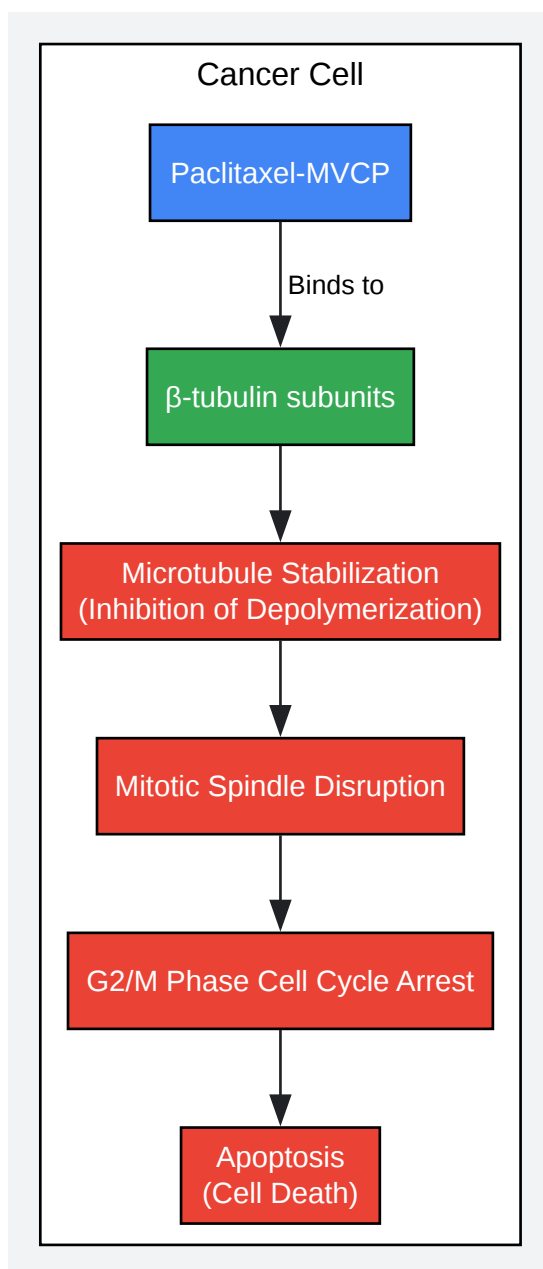 Cancer Cell
Paclitaxel-MVCP
Binds to
β-tubulin subunits
Microtubule Stabilization
(Inhibition of Depolymerization)
Mitotic Spindle Disruption
G2/M Phase Cell Cycle Arrest
Apoptosis
(Cell Death)